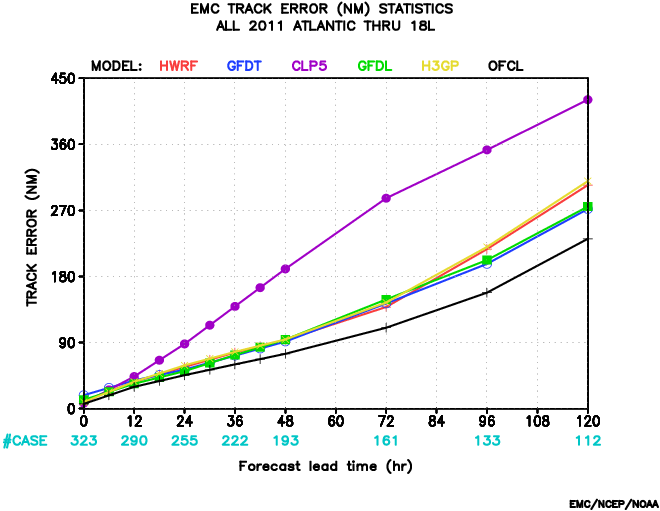 EMC TRACK ERROR (NM) STATISTICS
ALL 2011 ATLANTIC THRU 18L
MODEL: HWRF GFDT CLP5 GFDL H3GP OFCL
450
360
270
180
90
0
TRACK ERROR (NM)
0 12 24 36 48 60 72 84 96 108 120
#CASE 323 290 255 222 193 161 133 112
Forecast lead time (hr)
EMC/NCEP/NOAA